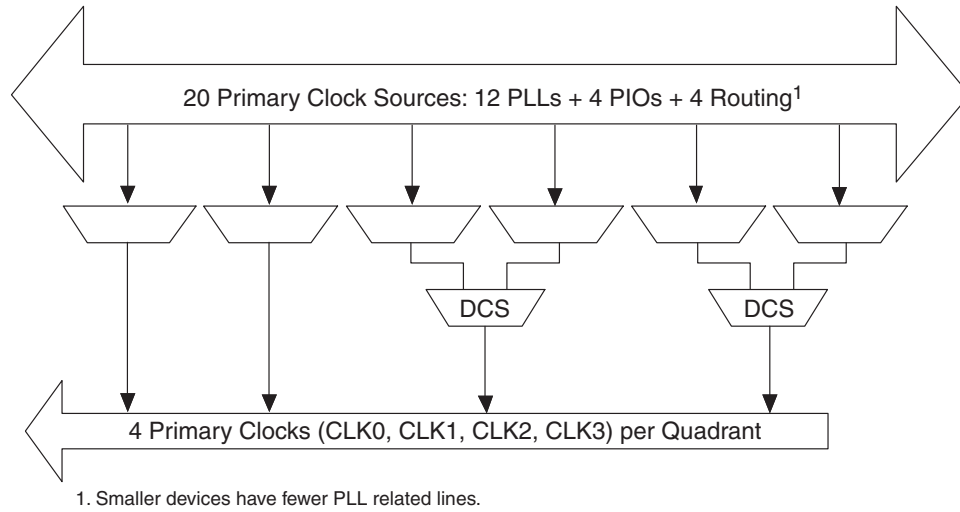 20 Primary Clock Sources: 12 PLLs + 4 PIOs + 4 Routing¹
DCS
DCS
4 Primary Clocks (CLK0, CLK1, CLK2, CLK3) per Quadrant
1. Smaller devices have fewer PLL related lines.